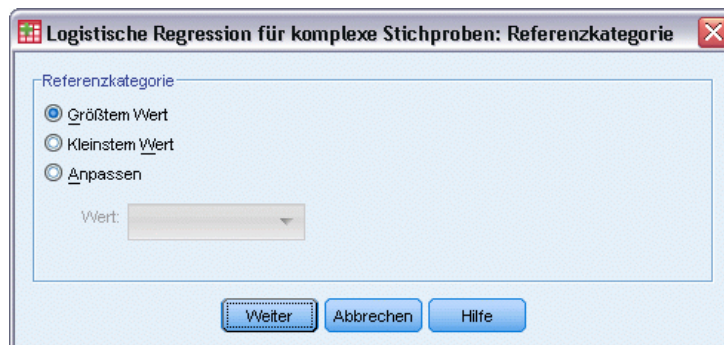 Logistische Regression für komplexe Stichproben: Referenzkategorie
Referenzkategorie
Größtem Wert
Kleinstem Wert
Anpassen
Wert:
Weiter Abbrechen Hilfe